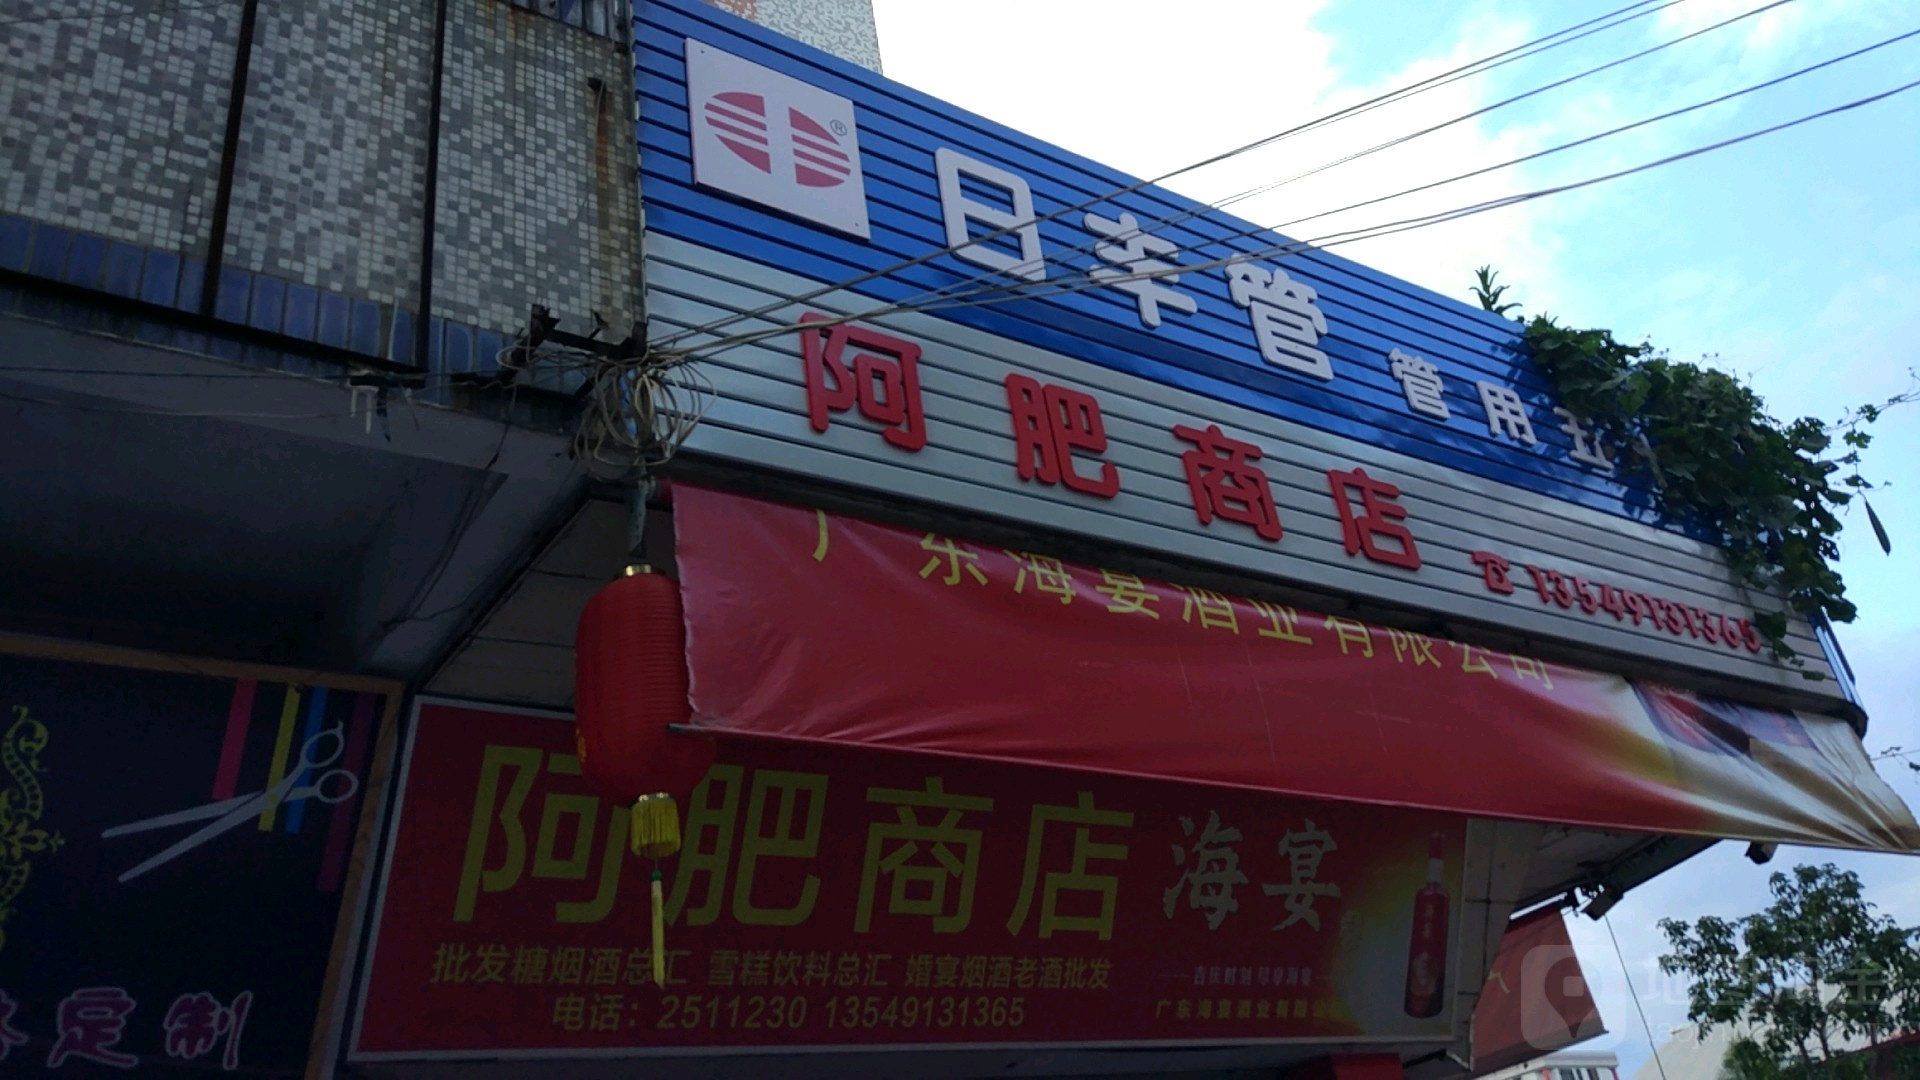 ®
日丰管 管用五
阿肥商店
☎13549131365
广东海宴酒业有限公司
阿肥商店 海宴
批发糖烟酒总汇 雪糕饮料总汇 婚宴烟酒老酒批发
电话：2511230 13549131365
广东海宴酒业有限公
定制